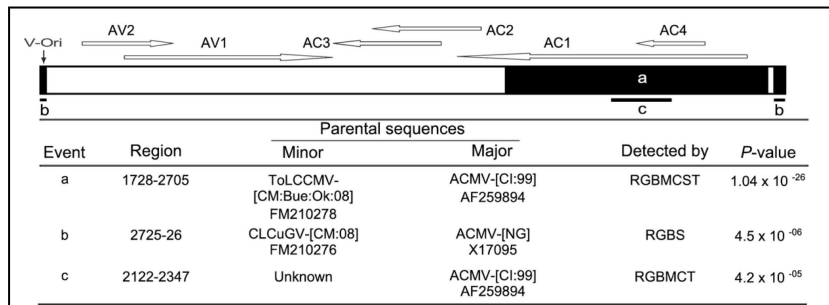 AV2
AC2
AC4
V-Ori
AV1
AC3
AC1
a
b
c
b
Parental sequences
Event Region Minor Major Detected by P-value
a 1728-2705 ToLCCMV- ACMV-[CI:99] RGBMCST 1.04 x 10 -26
[CM:Bue:Ok:08] AF259894
FM210278
b 2725-26 CLCuGV-[CM:08] ACMV-[NG] RGBS 4.5 x 10 -06
FM210276 X17095
c 2122-2347 Unknown ACMV-[CI:99] RGBMCT 4.2 x 10 -05
AF259894